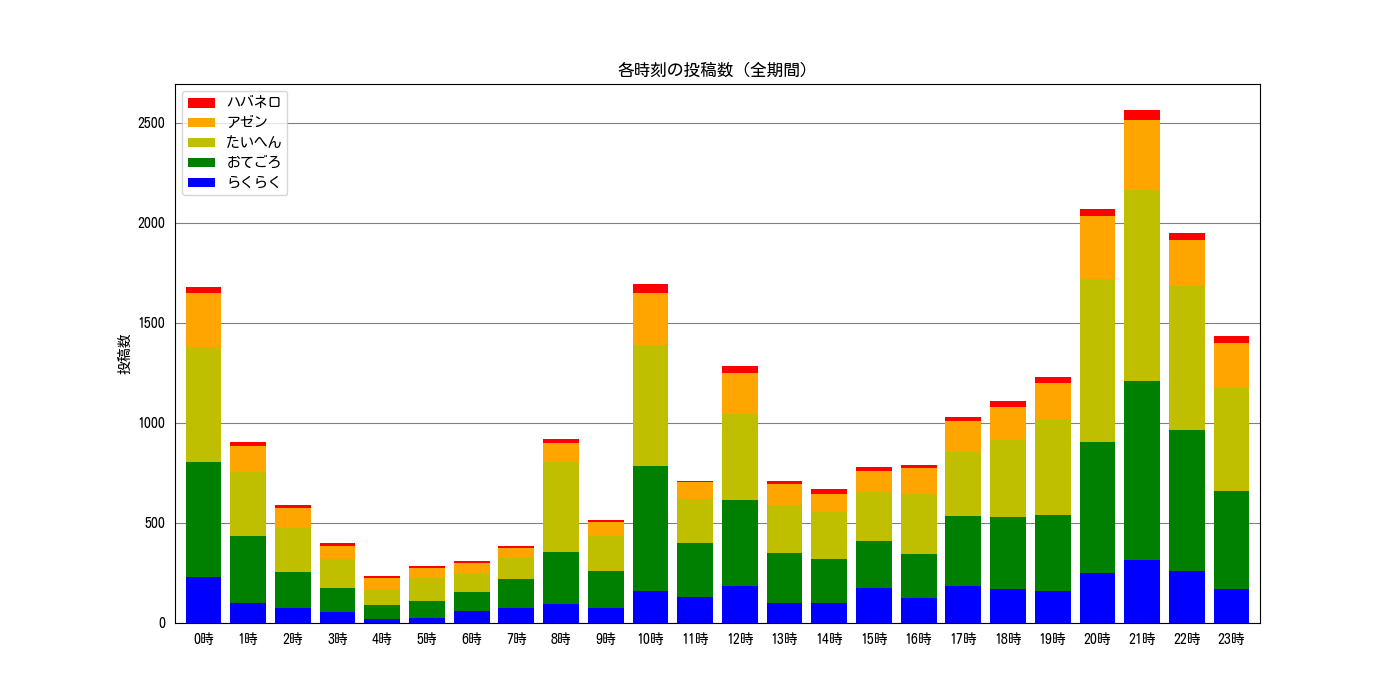 各時刻の投稿数（全期間）
ハバネロ
アゼン
たいへん
おてごろ
らくらく
投稿数
2500
2000
1500
1000
500
0
0時 1時 2時 3時 4時 5時 6時 7時 8時 9時 10時 11時 12時 13時 14時 15時 16時 17時 18時 19時 20時 21時 22時 23時